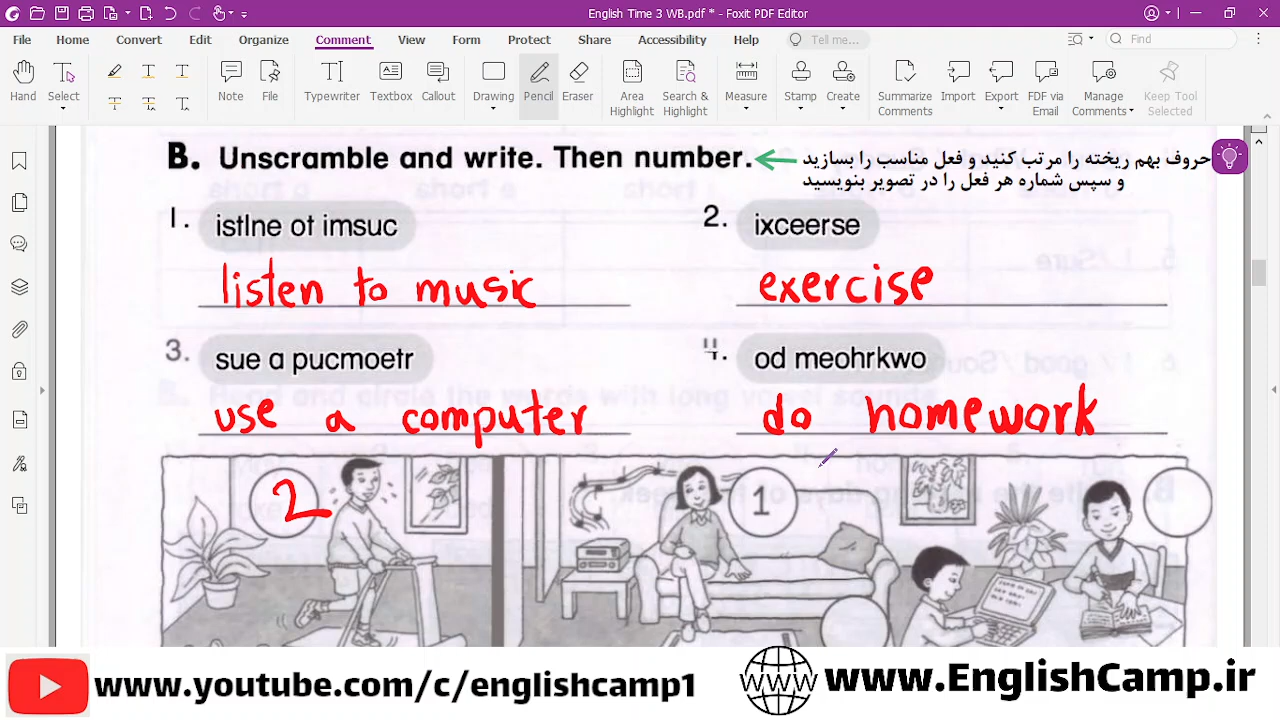 English Time 3 WB.pdf * - Foxit PDF Editor
File Home Convert Edit Organize Comment View Form Protect Share Accessibility Help Tell me... Find
Hand Select Note File Typewriter Textbox Callout Drawing Pencil Eraser Area Highlight Search & Highlight Measure Stamp Create Summarize Comments Import Export FDF via Email Manage Comments Keep Tool Selected
B. Unscramble and write. Then number.
حروف بهم ریخته را مرتب کنید و فعل مناسب را بسازید
و سپس شماره هر فعل را در تصویر بنویسید
1. istlne ot imsuc
2. ixceerse
listen to music
exercise
3. sue a pucmoetr
4. od meohrkwo
use a computer
do homework
2
1
www.youtube.com/c/englishcamp1
WWW
www.EnglishCamp.ir